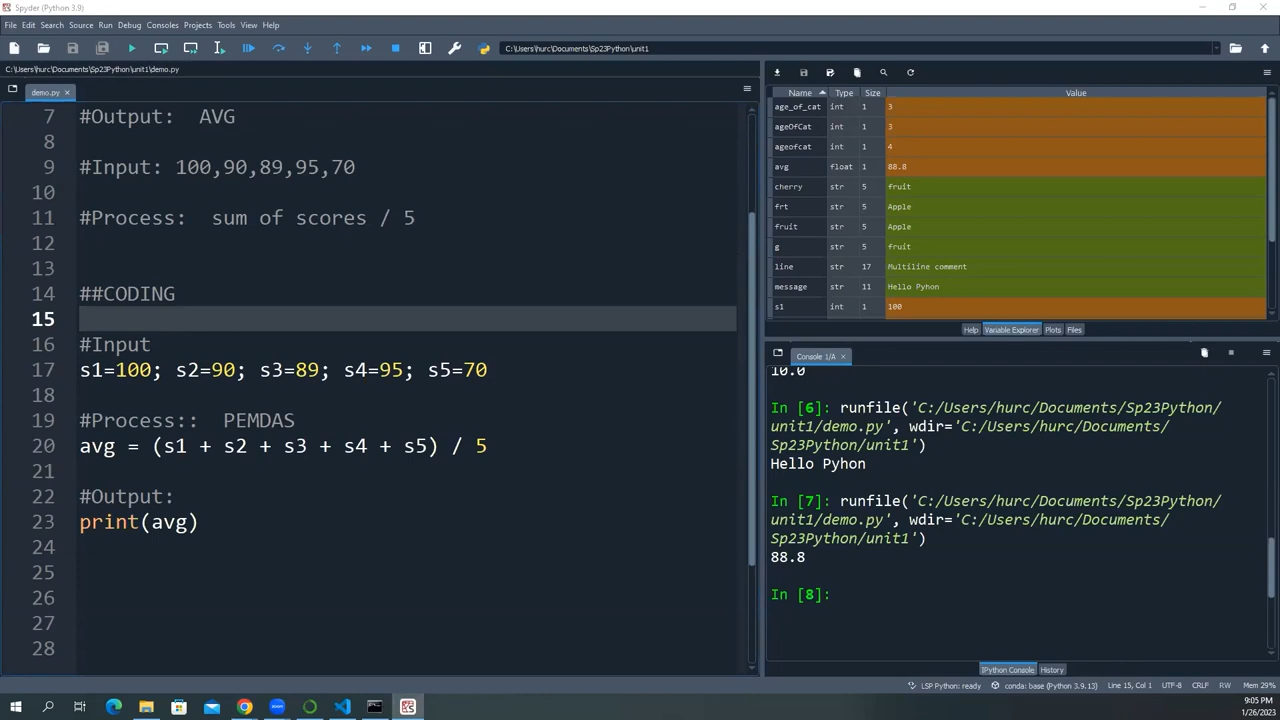 Spyder (Python 3.9)
File Edit Search Source Run Debug Consoles Projects Tools View Help
C:\Users\hurc\Documents\Sp23Python\unit1
C:\Users\hurc\Documents\Sp23Python\unit1\demo.py
demo.py
7 #Output:  AVG
8
9 #Input: 100,90,89,95,70
10
11 #Process:  sum of scores / 5
12
13
14 ##CODING
15
16 #Input
17 s1=100; s2=90; s3=89; s4=95; s5=70
18
19 #Process::  PEMDAS
20 avg = (s1 + s2 + s3 + s4 + s5) / 5
21
22 #Output:
23 print(avg)
24
25
26
27
28
Name Type Size Value
age_of_cat int 1 3
ageOfCat int 1 3
ageofcat int 1 4
avg float 1 88.8
cherry str 5 fruit
frt str 5 Apple
fruit str 5 Apple
g str 5 fruit
line str 17 Multiline comment
message str 11 Hello Pyhon
s1 int 1 100
Help Variable Explorer Plots Files
Console 1/A
10.0
In [6]: runfile('C:/Users/hurc/Documents/Sp23Python/
unit1/demo.py', wdir='C:/Users/hurc/Documents/
Sp23Python/unit1')
Hello Pyhon
In [7]: runfile('C:/Users/hurc/Documents/Sp23Python/
unit1/demo.py', wdir='C:/Users/hurc/Documents/
Sp23Python/unit1')
88.8
In [8]:
IPython Console History
LSP Python: ready conda: base (Python 3.9.13) Line 15, Col 1 UTF-8 CRLF RW Mem 29%
9:05 PM
1/26/2023